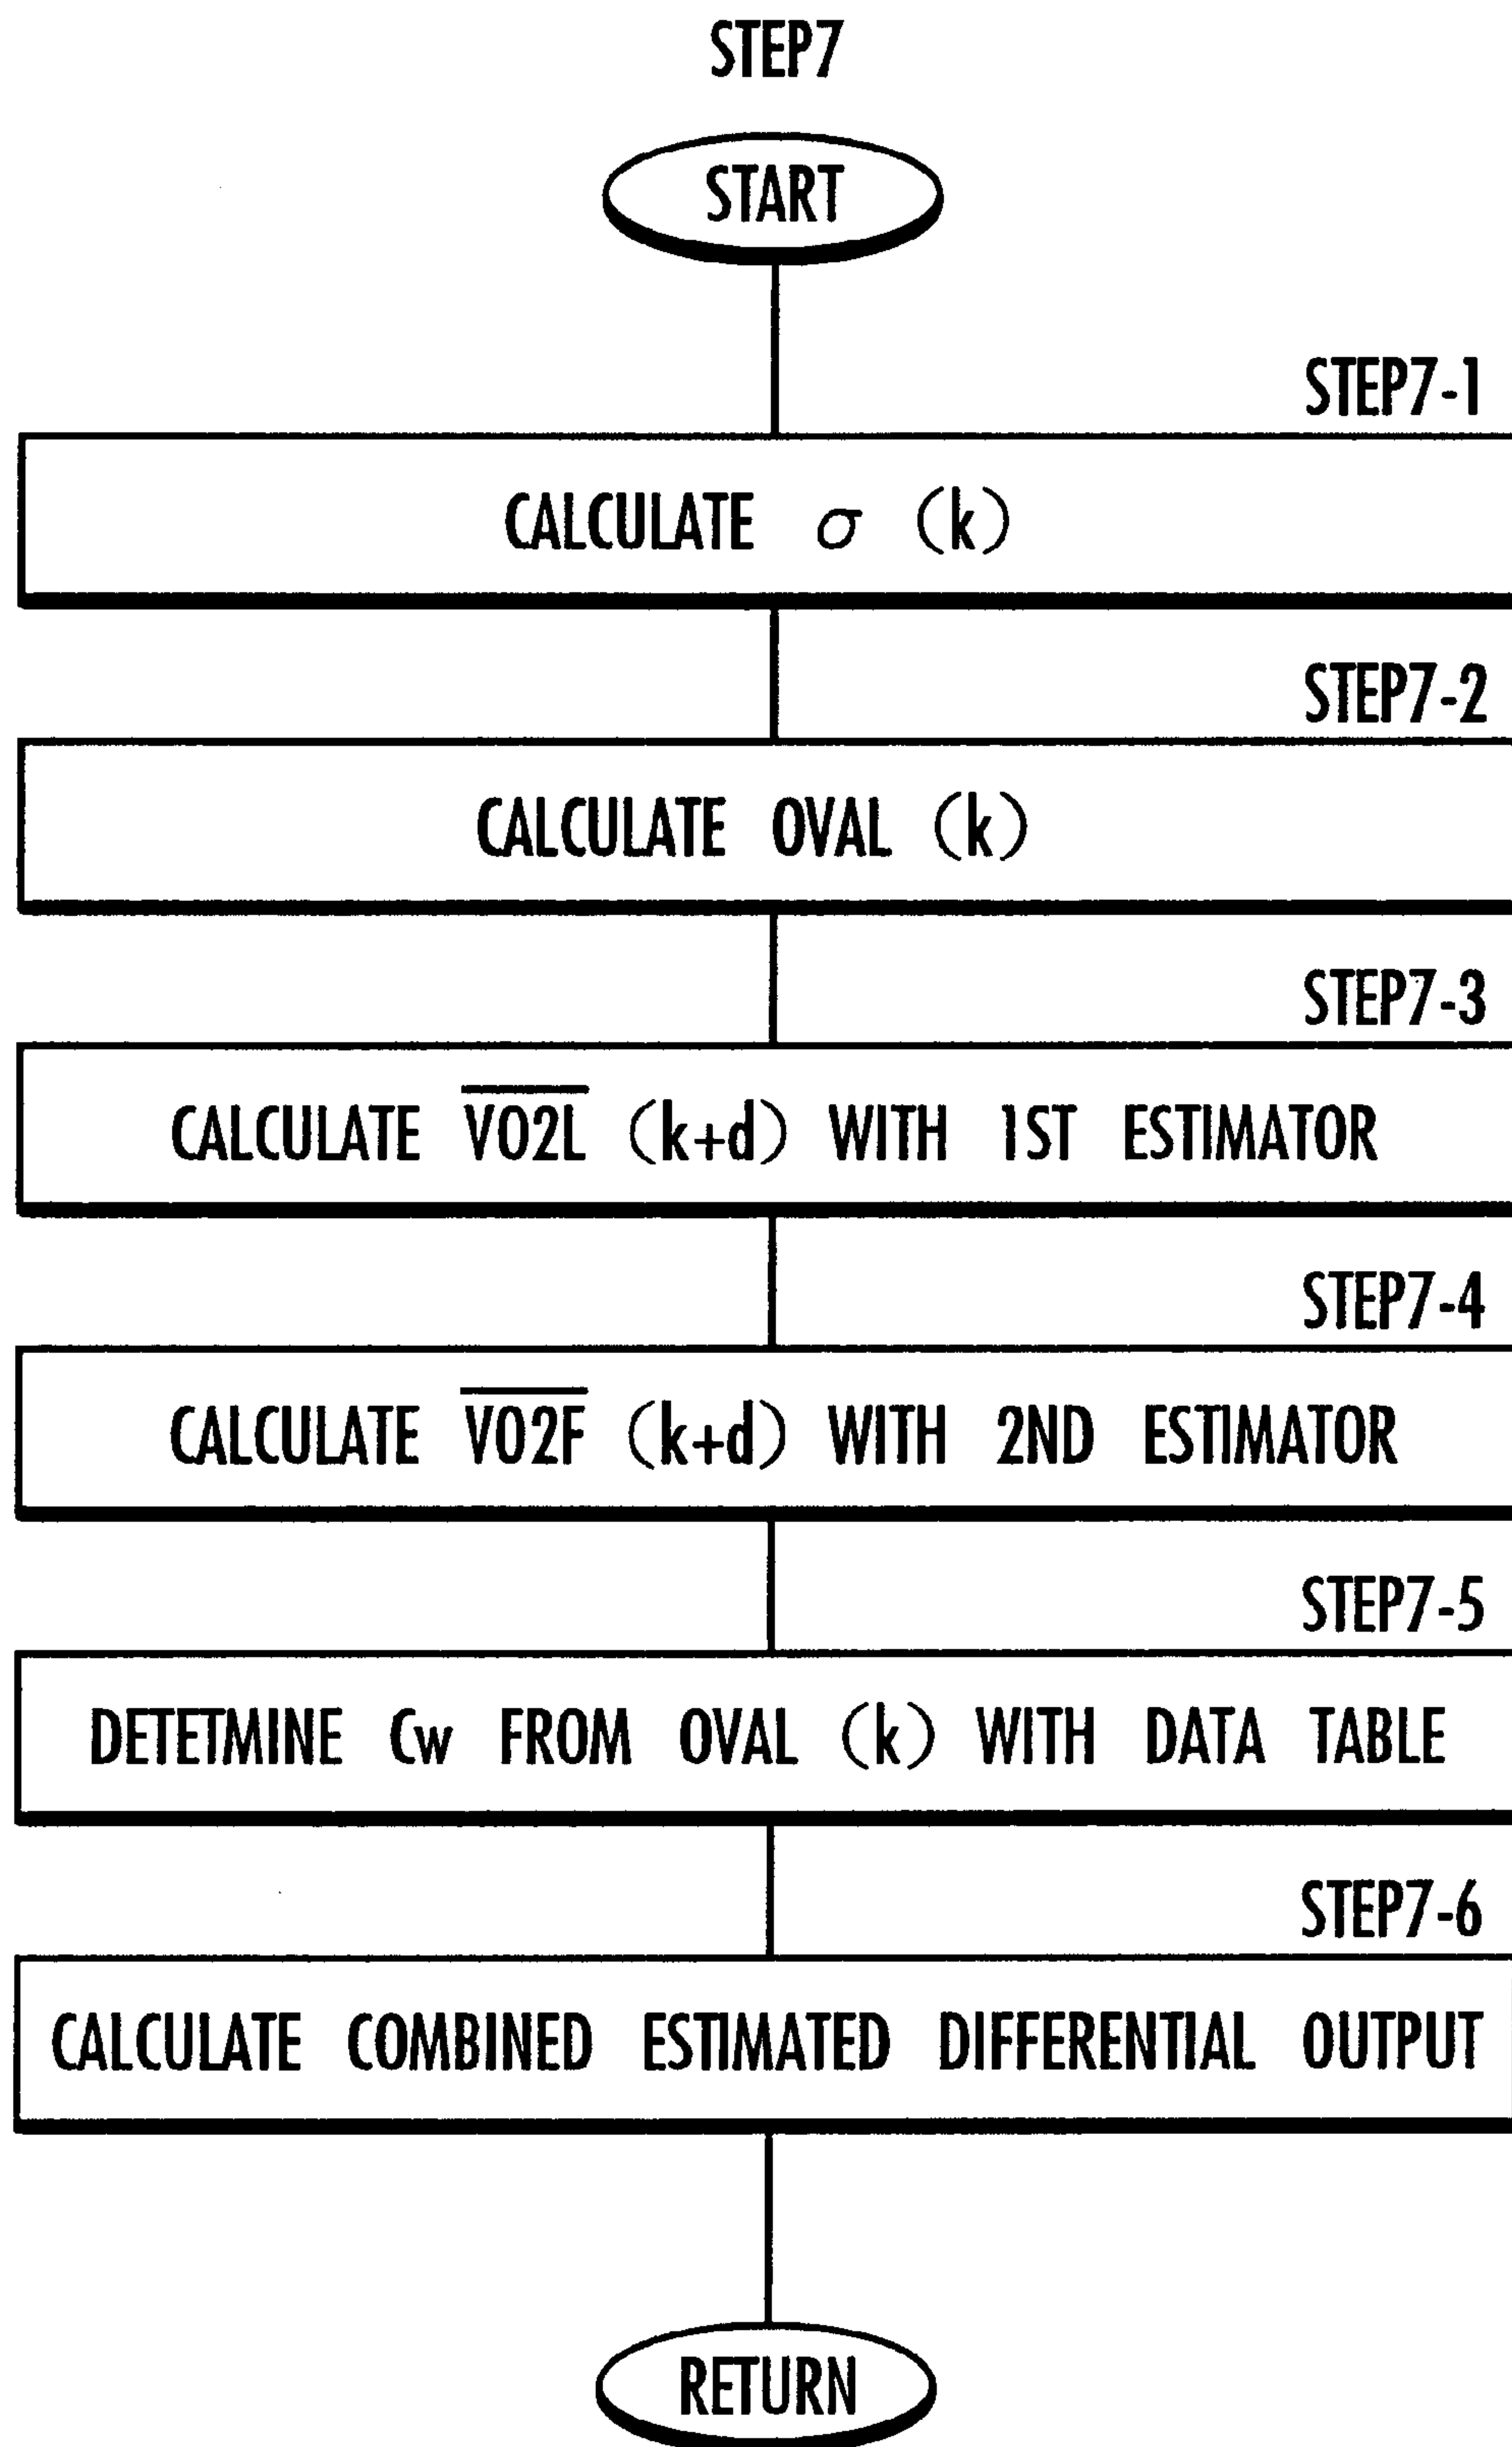 STEP7
START
STEP7-1
CALCULATE σ (k)
STEP7-2
CALCULATE OVAL (k)
STEP7-3
CALCULATE V̅O̅2̅L̅ (k+d) WITH 1ST ESTIMATOR
STEP7-4
CALCULATE V̅O̅2̅F̅ (k+d) WITH 2ND ESTIMATOR
STEP7-5
DETETMINE Cw FROM OVAL (k) WITH DATA TABLE
STEP7-6
CALCULATE COMBINED ESTIMATED DIFFERENTIAL OUTPUT
RETURN